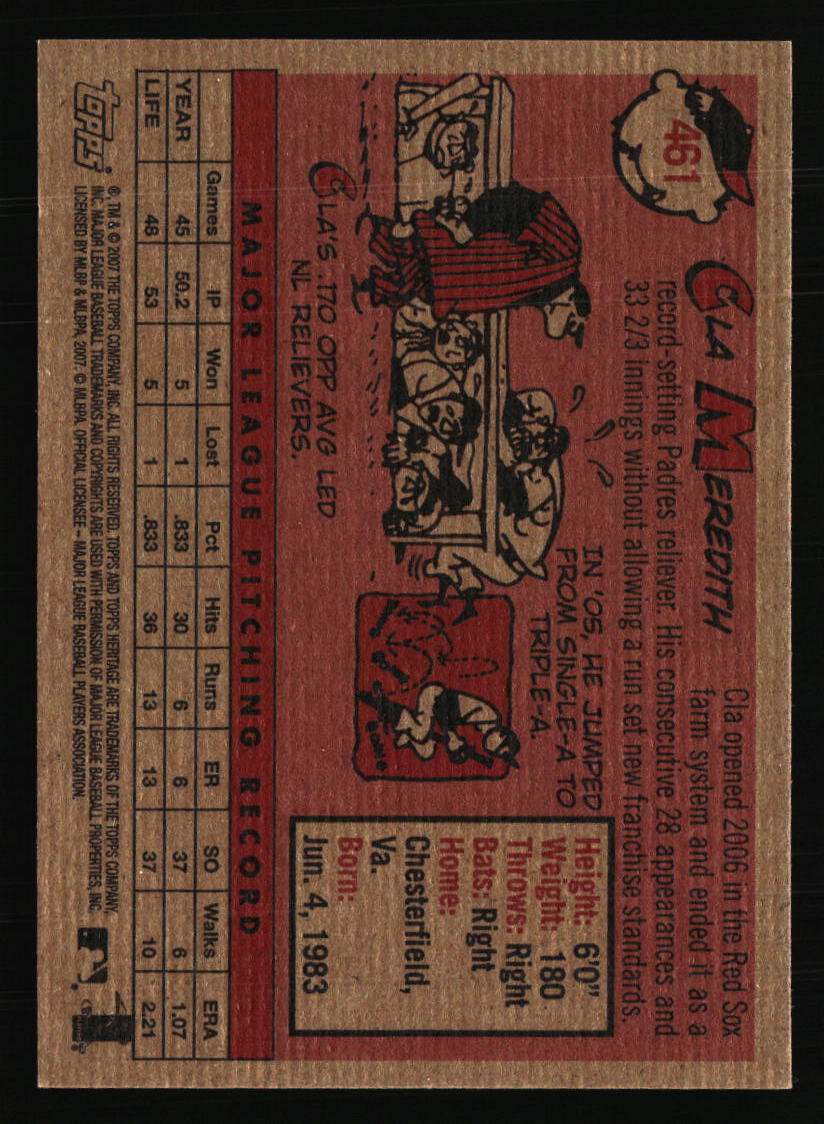 461
CLA MEREDITH
Cla opened 2006 in the Red Sox
farm system and ended it as a
record-setting Padres reliever. His consecutive 28 appearances and
33 2/3 innings without allowing a run set new franchise standards.
IN '05, HE JUMPED
FROM SINGLE-A TO
TRIPLE-A.
CLA'S .170 OPP AVG LED
NL RELIEVERS.
Height: 6'0"
Weight: 180
Throws: Right
Bats: Right
Home:
Chesterfield,
Va.
Born:
Jun. 4, 1983
MAJOR LEAGUE PITCHING RECORD
Games IP Won Lost Pct Hits Runs ER SO Walks ERA
YEAR 45 50.2 5 1 .833 30 6 6 37 6 1.07
LIFE 48 53 5 1 .833 36 13 13 37 10 2.21
topps
®, TM & © 2007 THE TOPPS COMPANY, INC. ALL RIGHTS RESERVED. TOPPS AND TOPPS HERITAGE ARE TRADEMARKS OF THE TOPPS COMPANY,
INC. MAJOR LEAGUE BASEBALL TRADEMARKS AND COPYRIGHTS ARE USED WITH PERMISSION OF MAJOR LEAGUE BASEBALL PROPERTIES, INC.
LICENSED BY MLBP & MLBPA, 2007. © MLBPA. OFFICIAL LICENSEE – MAJOR LEAGUE BASEBALL PLAYERS ASSOCIATION.